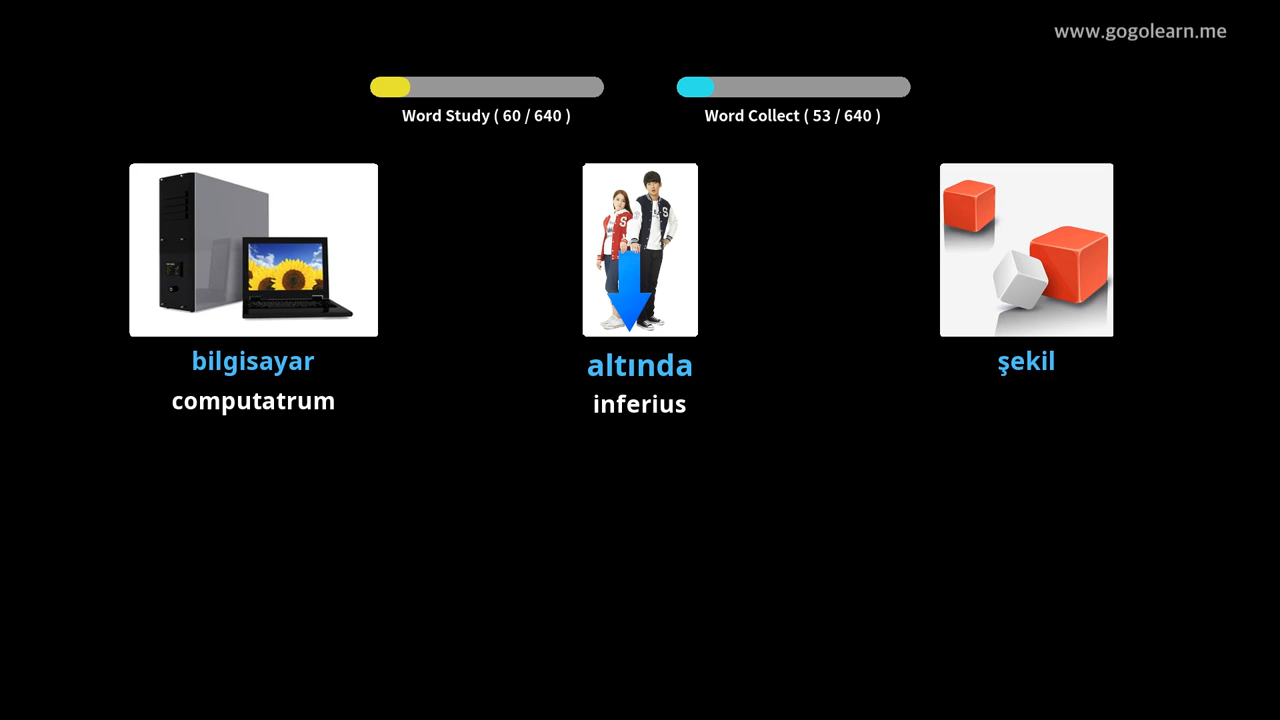 www.gogolearn.me
Word Study ( 60 / 640 )
Word Collect ( 53 / 640 )
bilgisayar
computatrum
altında
inferius
şekil